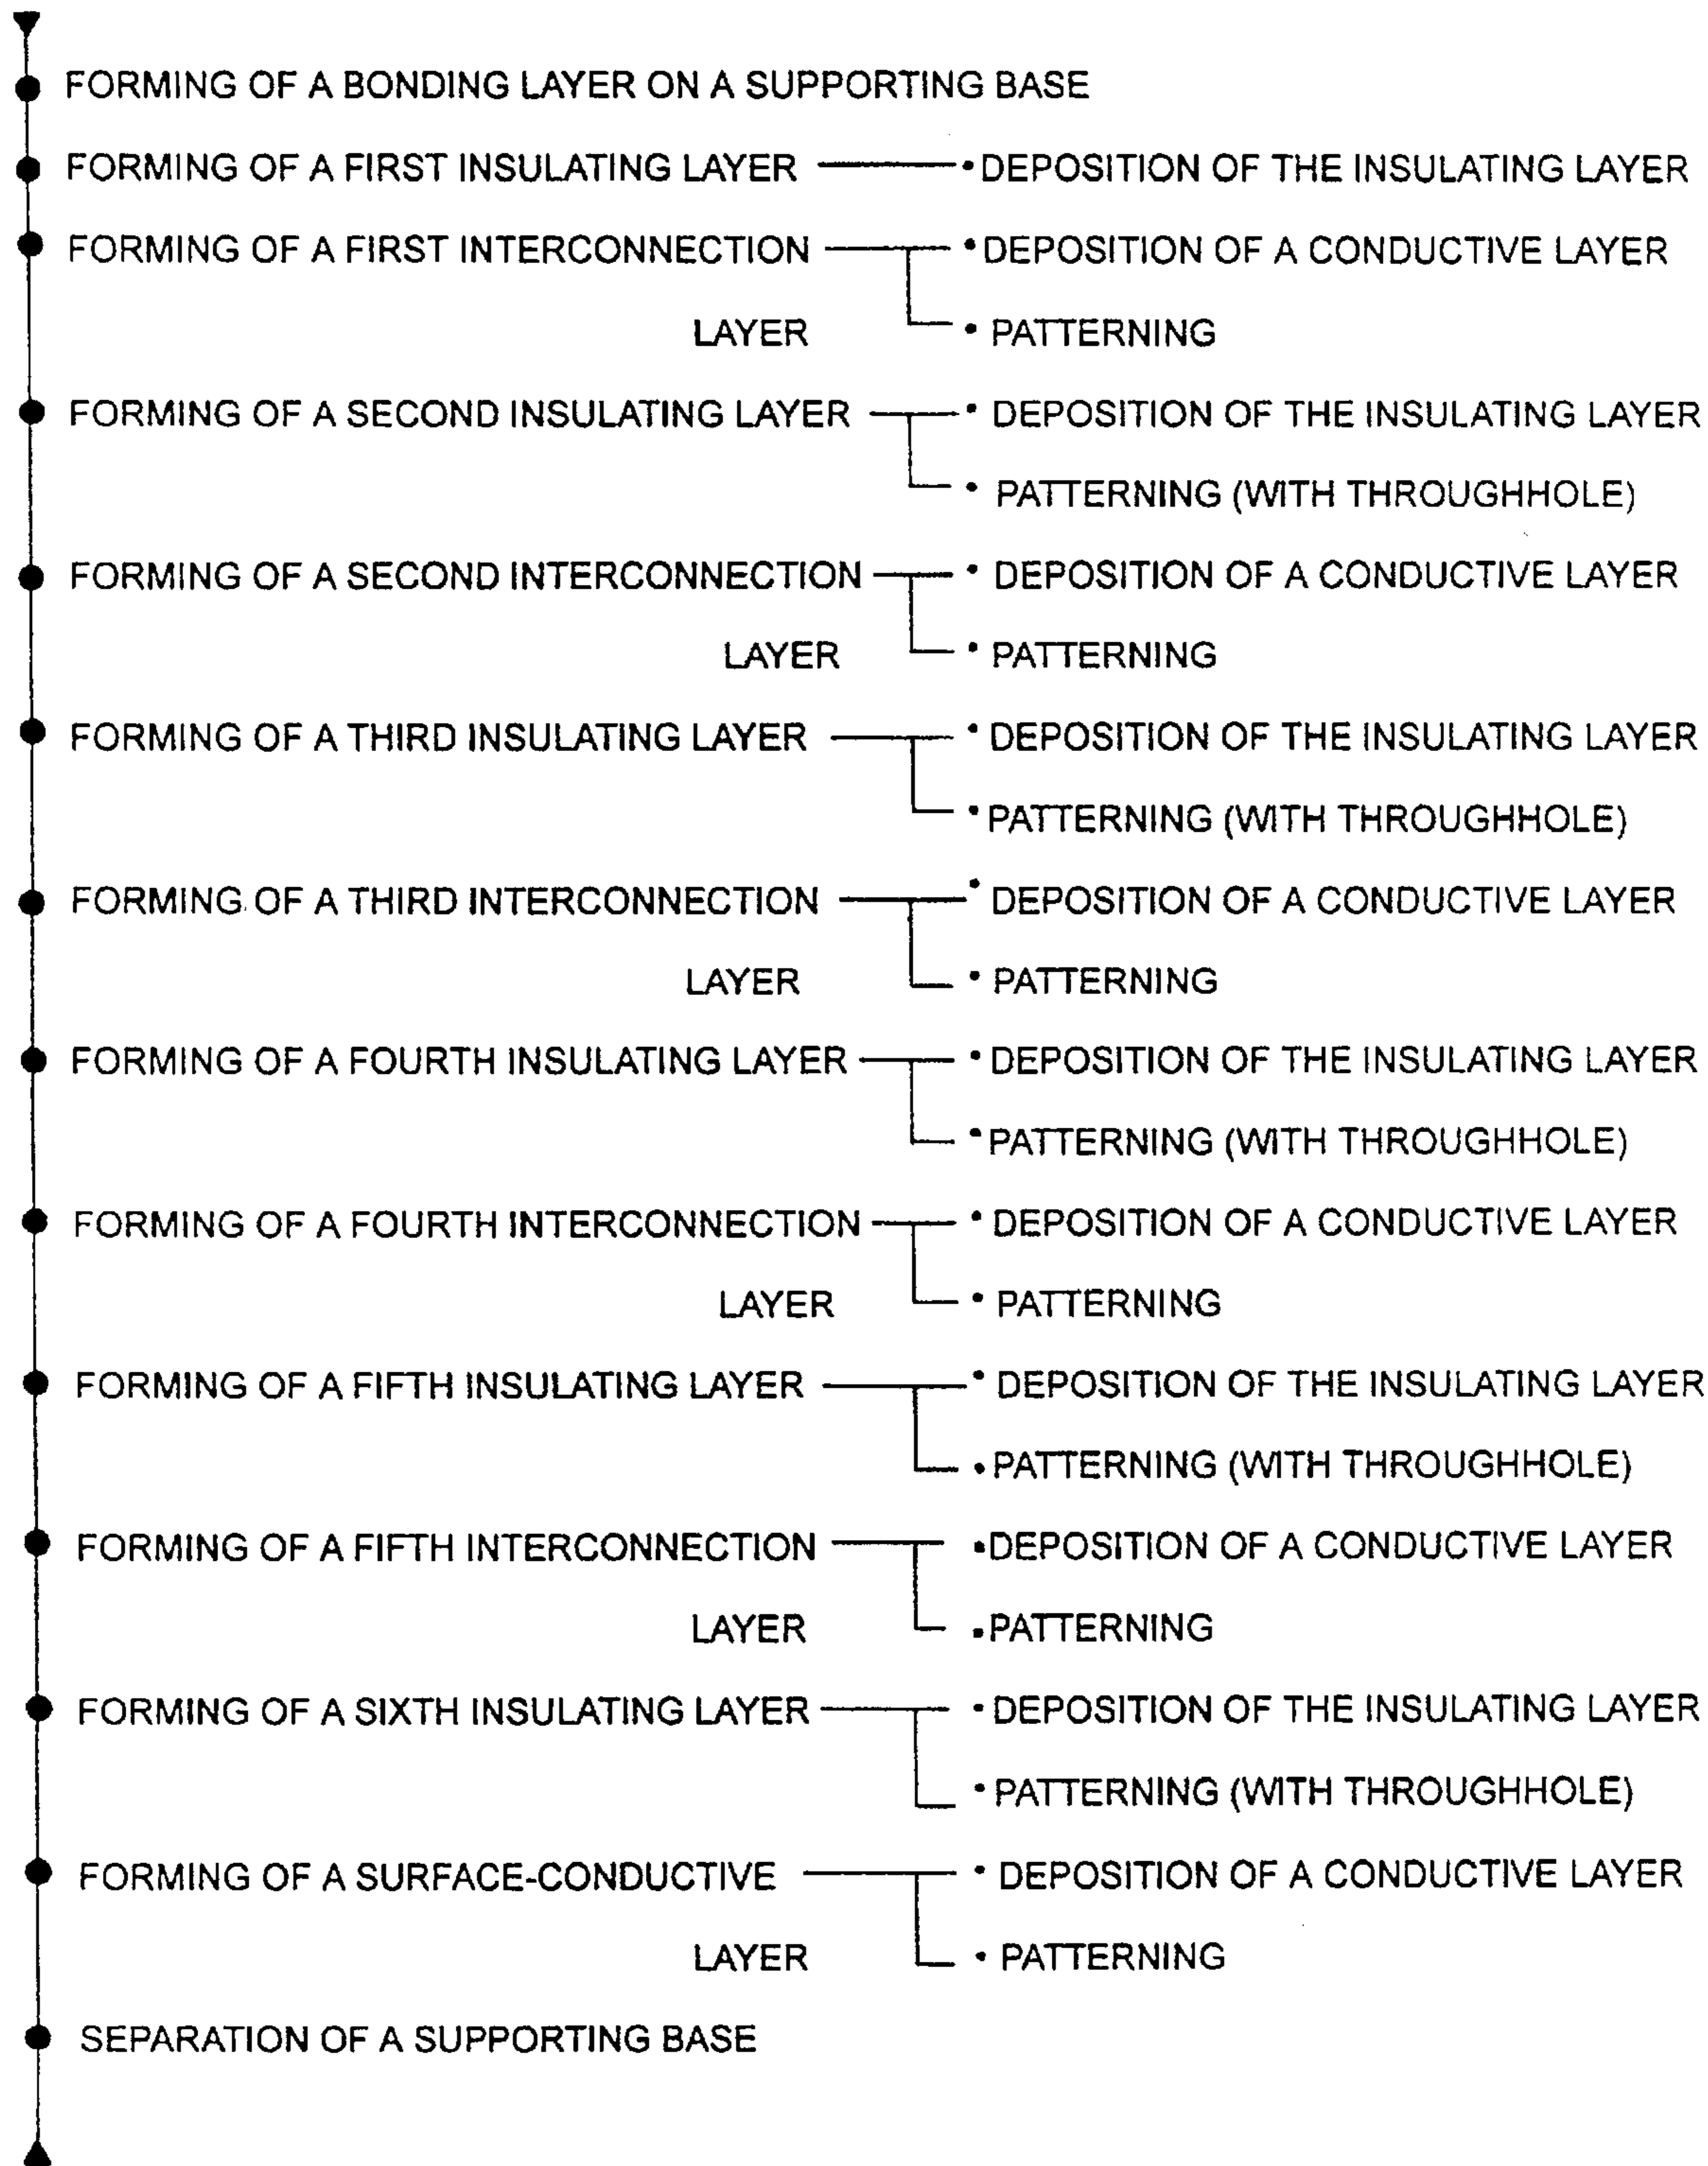 FORMING OF A BONDING LAYER ON A SUPPORTING BASE
FORMING OF A FIRST INSULATING LAYER • DEPOSITION OF THE INSULATING LAYER
FORMING OF A FIRST INTERCONNECTION • DEPOSITION OF A CONDUCTIVE LAYER
LAYER • PATTERNING
FORMING OF A SECOND INSULATING LAYER • DEPOSITION OF THE INSULATING LAYER
• PATTERNING (WITH THROUGHHOLE)
FORMING OF A SECOND INTERCONNECTION • DEPOSITION OF A CONDUCTIVE LAYER
LAYER • PATTERNING
FORMING OF A THIRD INSULATING LAYER • DEPOSITION OF THE INSULATING LAYER
• PATTERNING (WITH THROUGHHOLE)
FORMING OF A THIRD INTERCONNECTION • DEPOSITION OF A CONDUCTIVE LAYER
LAYER • PATTERNING
FORMING OF A FOURTH INSULATING LAYER • DEPOSITION OF THE INSULATING LAYER
• PATTERNING (WITH THROUGHHOLE)
FORMING OF A FOURTH INTERCONNECTION • DEPOSITION OF A CONDUCTIVE LAYER
LAYER • PATTERNING
FORMING OF A FIFTH INSULATING LAYER • DEPOSITION OF THE INSULATING LAYER
• PATTERNING (WITH THROUGHHOLE)
FORMING OF A FIFTH INTERCONNECTION • DEPOSITION OF A CONDUCTIVE LAYER
LAYER • PATTERNING
FORMING OF A SIXTH INSULATING LAYER • DEPOSITION OF THE INSULATING LAYER
• PATTERNING (WITH THROUGHHOLE)
FORMING OF A SURFACE-CONDUCTIVE • DEPOSITION OF A CONDUCTIVE LAYER
LAYER • PATTERNING
SEPARATION OF A SUPPORTING BASE